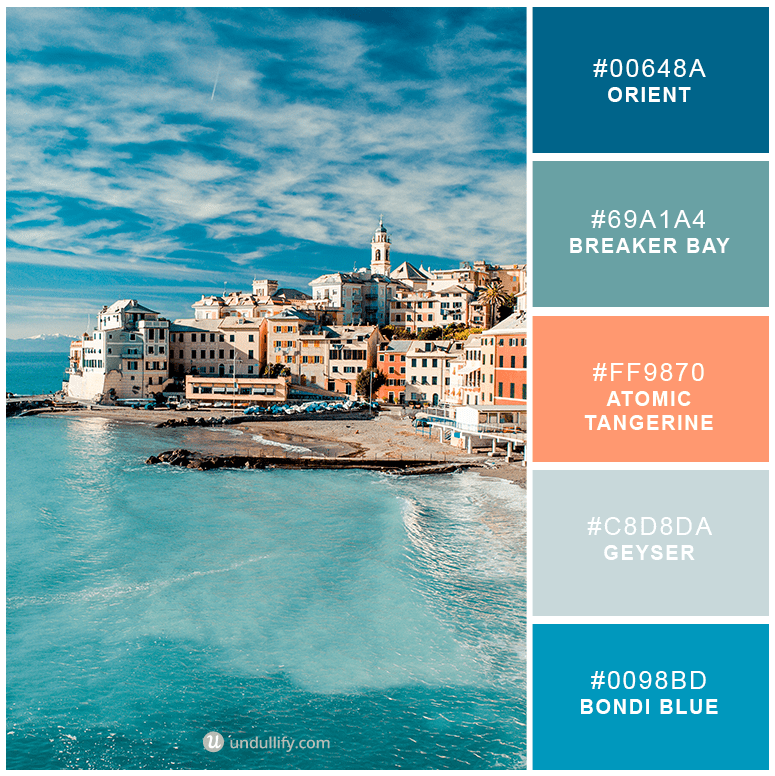 #00648A
ORIENT
#69A1A4
BREAKER BAY
#FF9870
ATOMIC
TANGERINE
#C8D8DA
GEYSER
#0098BD
BONDI BLUE
u undullify.com